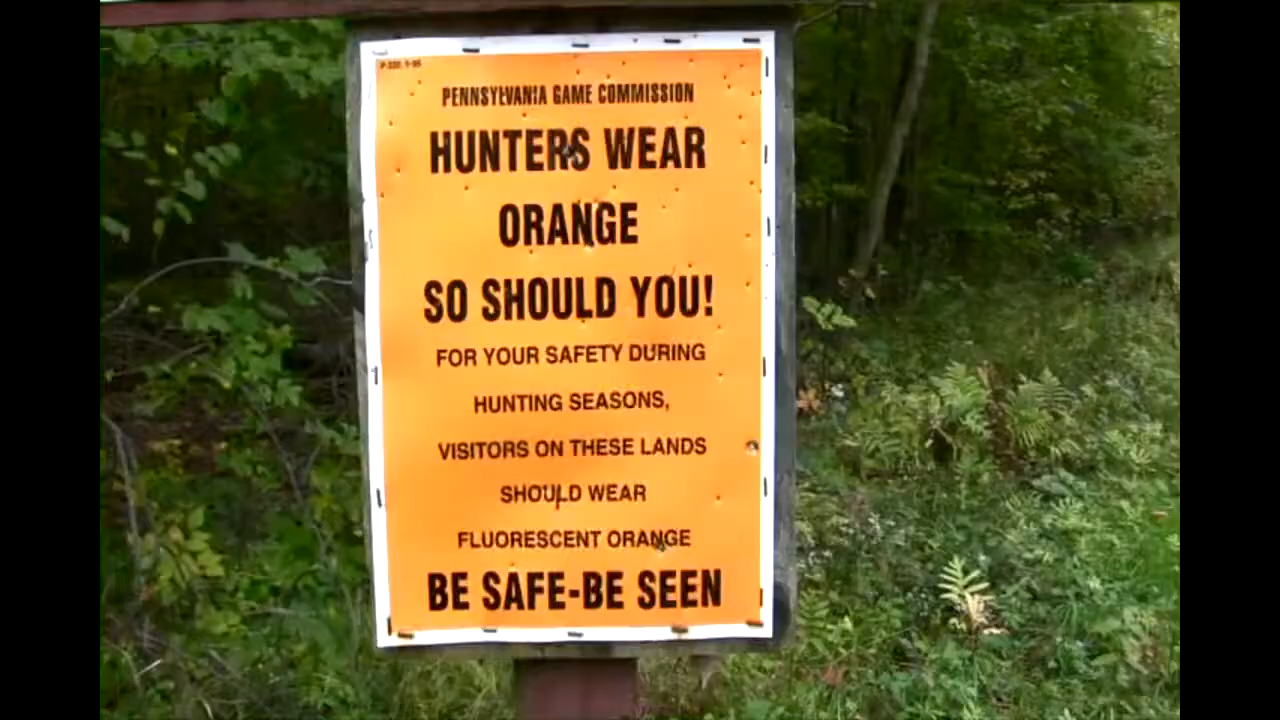 PENNSYLVANIA GAME COMMISSION
HUNTERS WEAR
ORANGE
SO SHOULD YOU!
FOR YOUR SAFETY DURING
HUNTING SEASONS,
VISITORS ON THESE LANDS
SHOULD WEAR
FLUORESCENT ORANGE
BE SAFE-BE SEEN